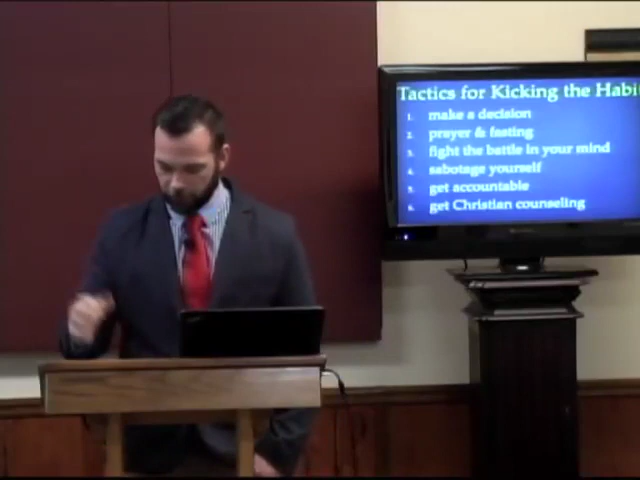 Tactics for Kicking the Habi
1. make a decision
2. prayer & fasting
3. fight the battle in your mind
4. sabotage yourself
5. get accountable
6. get Christian counseling